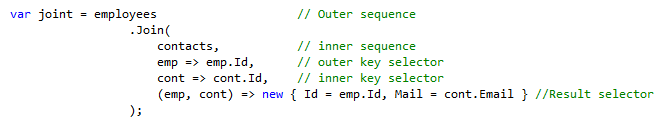 var joint = employees // Outer sequence
.Join(
contacts, // inner sequence
emp => emp.Id, // outer key selector
cont => cont.Id, // inner key selector
(emp, cont) => new { Id = emp.Id, Mail = cont.Email } //Result selector
);